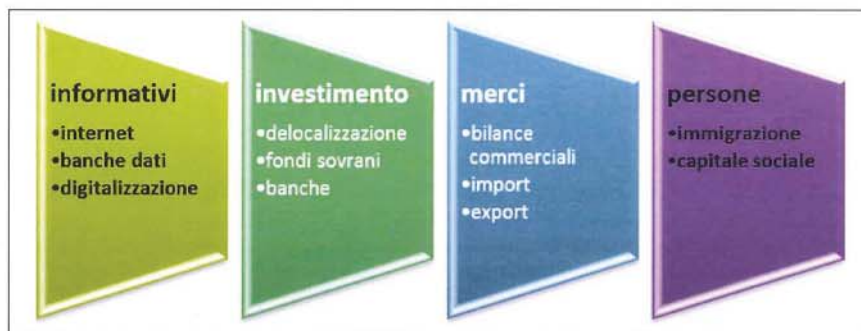 informativi
•internet
•banche dati
•digitalizzazione
investimento
•delocalizzazione
•fondi sovrani
•banche
merci
•bilance
commerciali
•import
•export
persone
•immigrazione
•capitale sociale